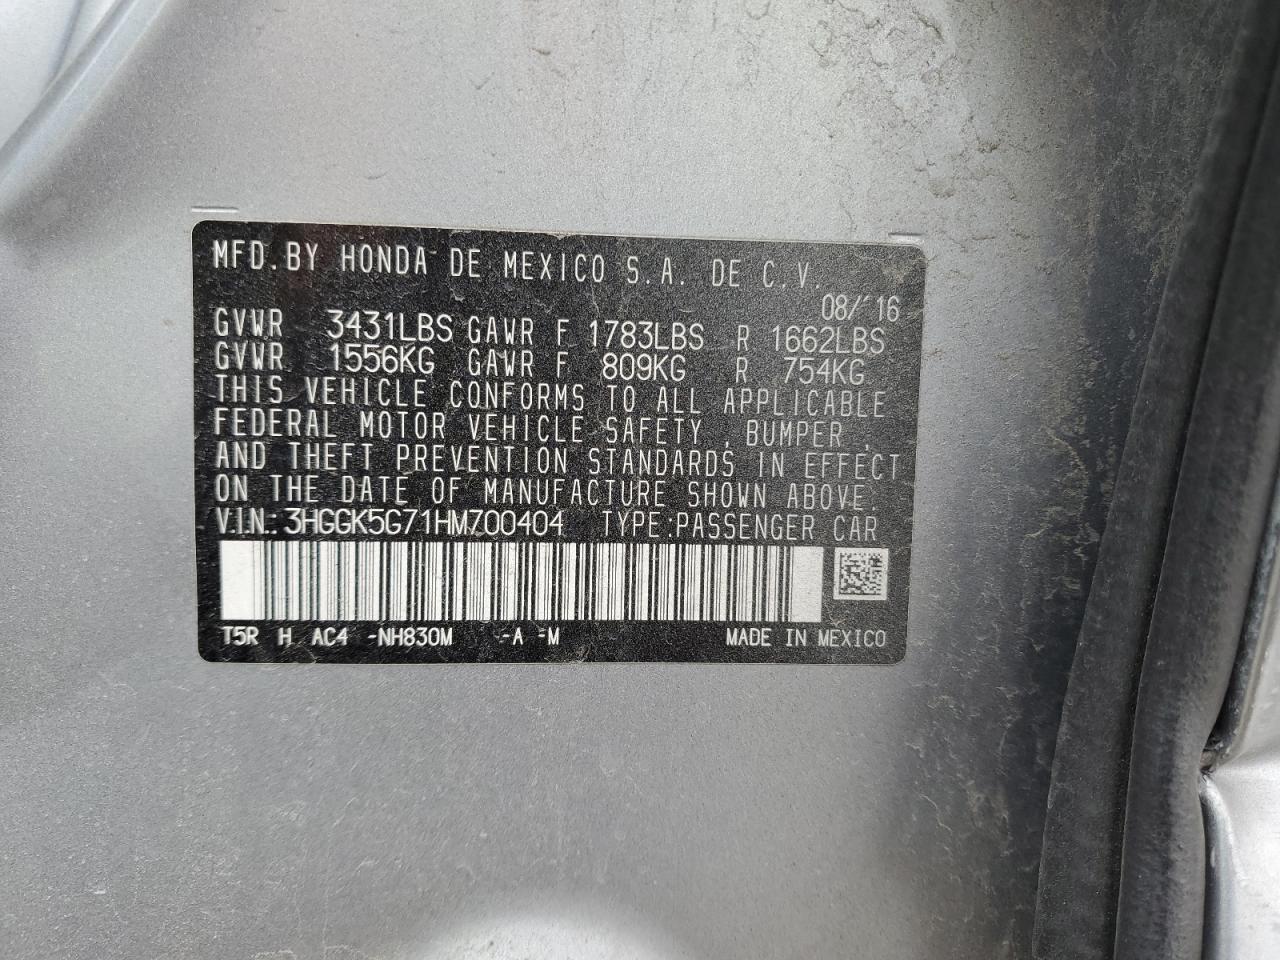 MFD.BY HONDA DE MEXICO S.A. DE C.V.
08/'16
GVWR 3431LBS GAWR F 1783LBS R 1662LBS
GVWR 1556KG GAWR F 809KG R 754KG
THIS VEHICLE CONFORMS TO ALL APPLICABLE
FEDERAL MOTOR VEHICLE SAFETY , BUMPER ,
AND THEFT PREVENTION STANDARDS IN EFFECT
ON THE DATE OF MANUFACTURE SHOWN ABOVE.
V.I.N.:3HGGK5G71HM700404 TYPE:PASSENGER CAR
T5R H AC4 -NH830M -A -M MADE IN MEXICO